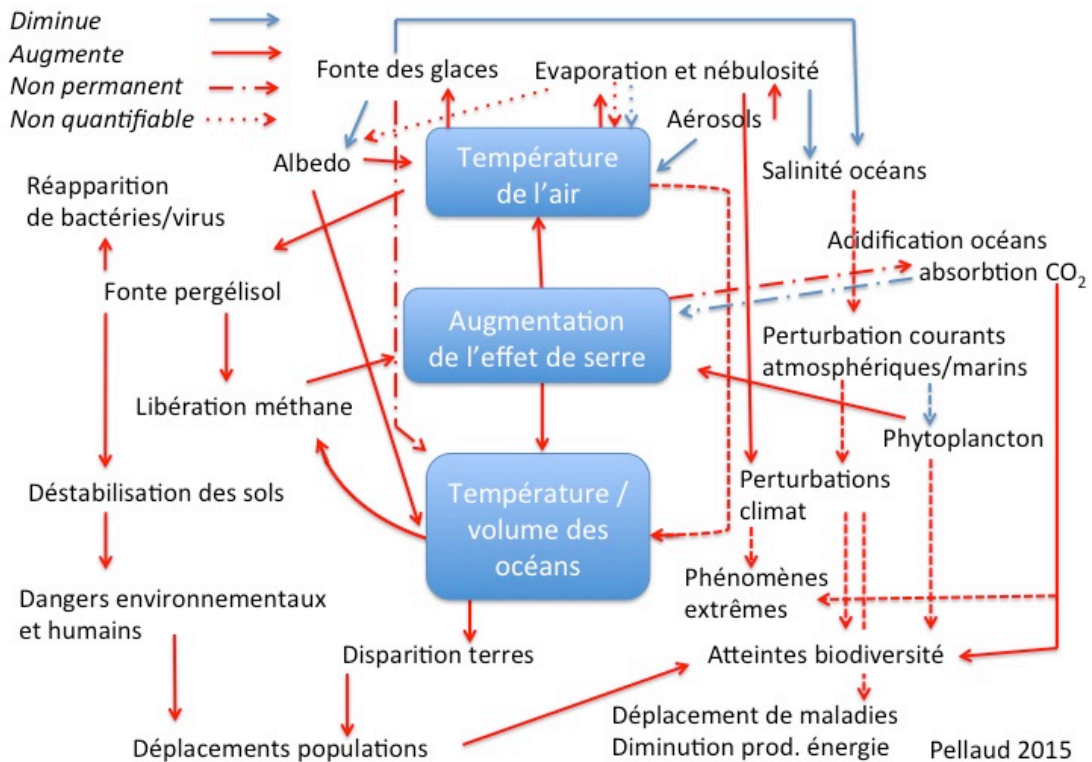 Diminue
Augmente
Non permanent
Non quantifiable
Fonte des glaces
Evaporation et nébulosité
Aérosols
Albedo
Température
de l'air
Salinité océans
Réapparition
de bactéries/virus
Acidification océans
absorbtion CO₂
Fonte pergélisol
Augmentation
de l'effet de serre
Perturbation courants
atmosphériques/marins
Libération méthane
Phytoplancton
Déstabilisation des sols
Température /
volume des
océans
Perturbations
climat
Dangers environnementaux
et humains
Phénomènes
extrêmes
Disparition terres
Atteintes biodiversité
Déplacements populations
Déplacement de maladies
Diminution prod. énergie
Pellaud 2015